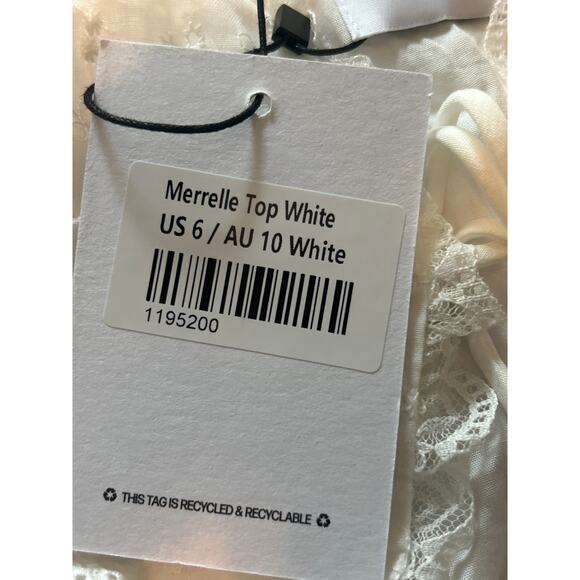 Merrelle Top White
US 6 / AU 10 White
1195200
♻ THIS TAG IS RECYCLED & RECYCLABLE ♻